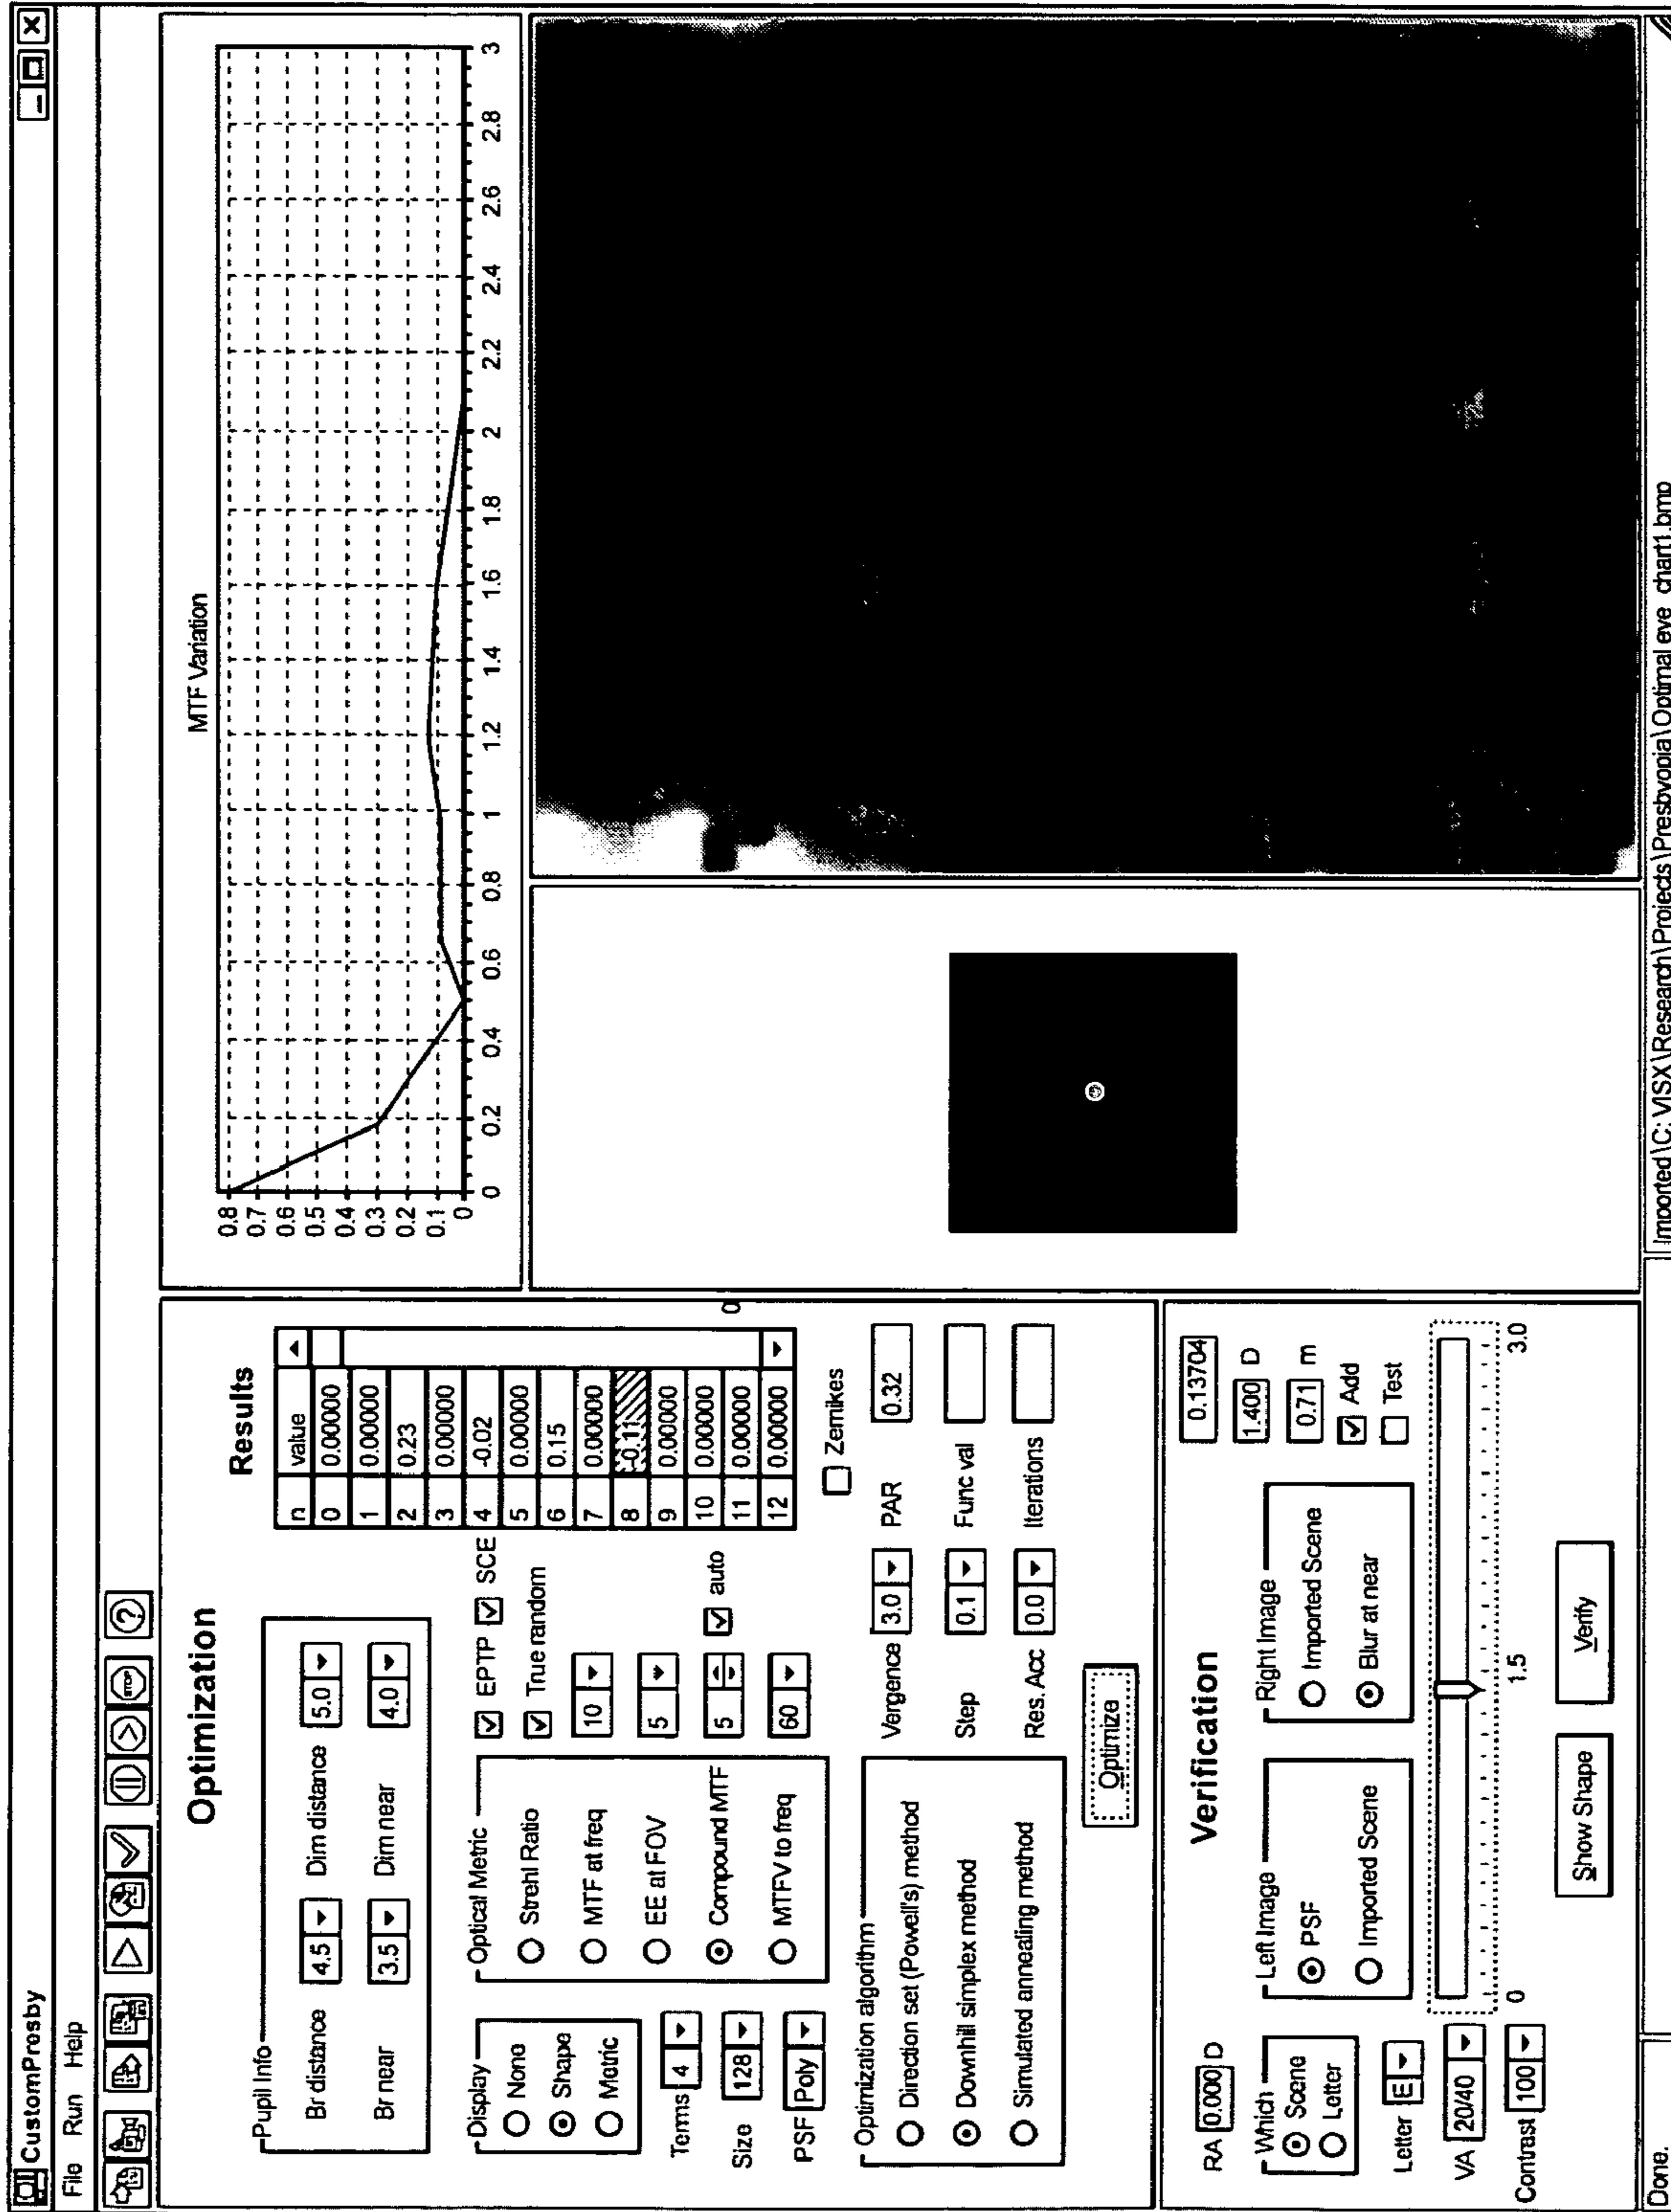 CustomPresby
File Run Help
STOP ?
Optimization
Pupil Info
Br distance 4.5 Dim distance 5.0
Br near 3.5 Dim near 4.0
Display
None
Shape
Metric
Terms 4
Size 128
PSF Poly
Optical Metric
Strehl Ratio
MTF at freq
EE at FOV
Compound MTF
MTFV to freq
EPTP SCE
True random
10
5
5 auto
60
Results
n value
0 0.00000
1 0.00000
2 0.23
3 0.00000
4 -0.02
5 0.00000
6 0.15
7 0.00000
8 -0.11
9 0.00000
10 0.00000
11 0.00000
12 0.00000
0
Zernikes
Optimization algorithm
Direction set (Powell's) method
Downhill simplex method
Simulated annealing method
Vergence 3.0 PAR 0.32
Step 0.1 Func val
Res. Acc 0.0 Iterations
Optimize
Verification
RA 0.000 D
Which
Scene
Letter
Letter E
VA 20/40
Contrast 100
Left Image
PSF
Imported Scene
Right Image
Imported Scene
Blur at near
0.13704
1.400 D
0.71 m
Add
Test
0 1.5 3.0
Show Shape Verify
MTF Variation
0.8
0.7
0.6
0.5
0.4
0.3
0.2
0.1
0
0 0.2 0.4 0.6 0.8 1 1.2 1.4 1.6 1.8 2 2.2 2.4 2.6 2.8 3
Done. Imported\C: VISX\Research\Projects\Presbyopia\Optimal eye chart1.bmp